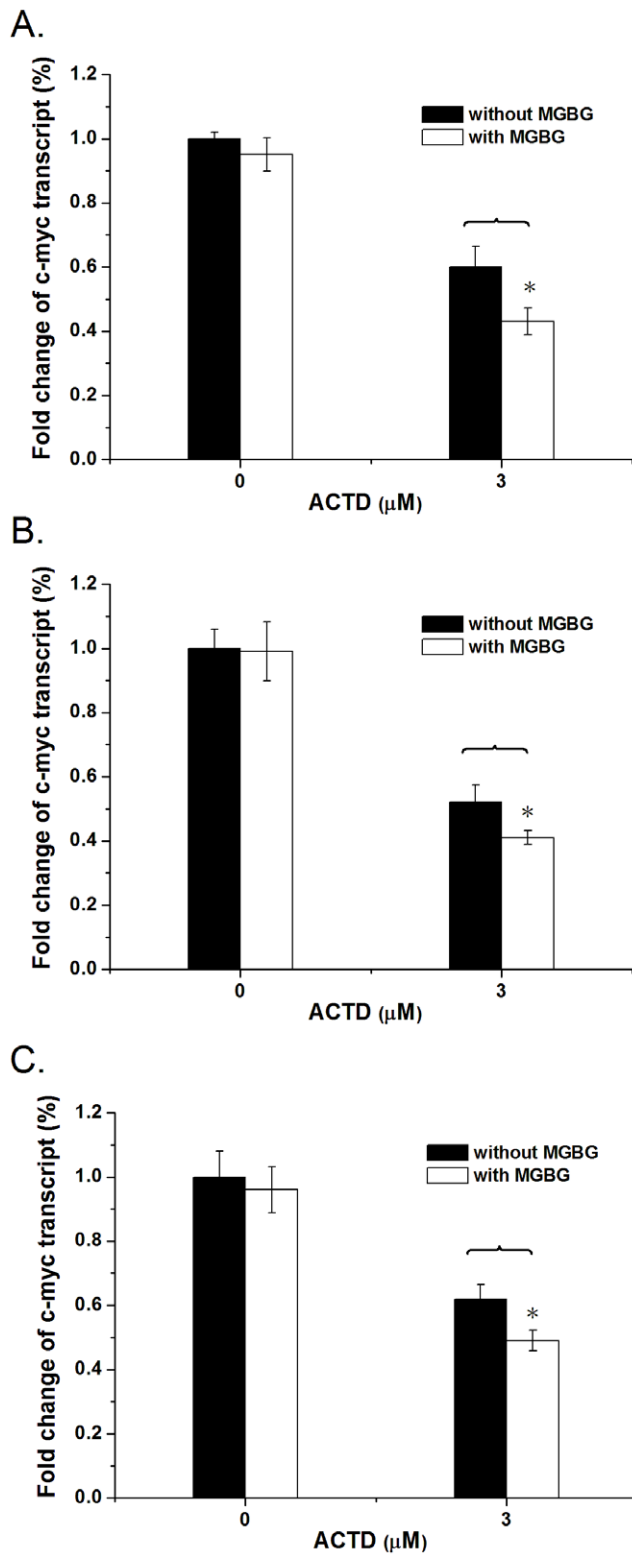 A.
Fold change of c-myc transcript (%)
1.2
1.0
0.8
0.6
0.4
0.2
0.0
without MGBG
with MGBG
*
0
3
ACTD (μM)
B.
Fold change of c-myc transcript (%)
1.2
1.0
0.8
0.6
0.4
0.2
0.0
without MGBG
with MGBG
*
0
3
ACTD (μM)
C.
Fold change of c-myc transcript (%)
1.2
1.0
0.8
0.6
0.4
0.2
0.0
without MGBG
with MGBG
*
0
3
ACTD (μM)